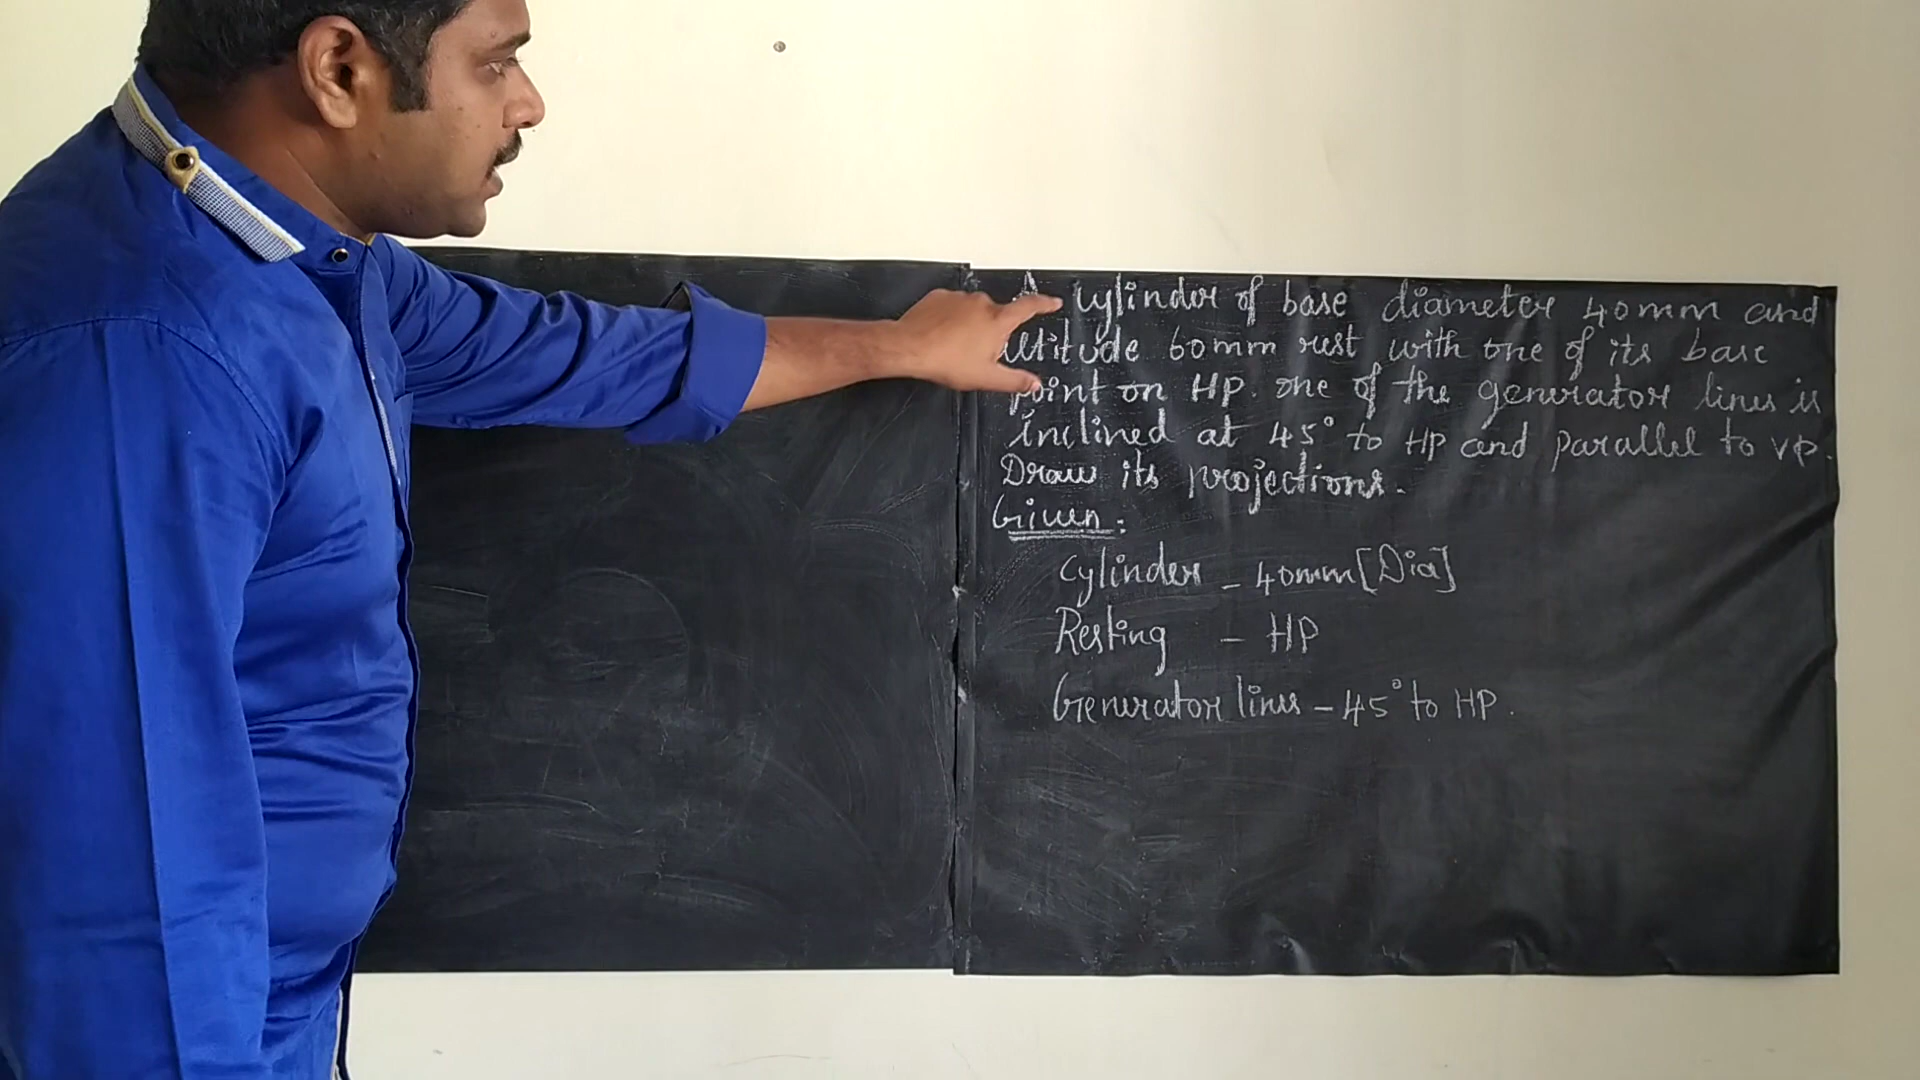 A cylinder of base diameter 40mm and
altitude 60mm rest with one of its base
point on HP. one of the generator lines is
Inclined at 45° to HP and parallel to VP.
Draw its projections.
Given:
Cylinder - 40mm [Dia]
Resting - HP
Generator lines - 45° to HP.